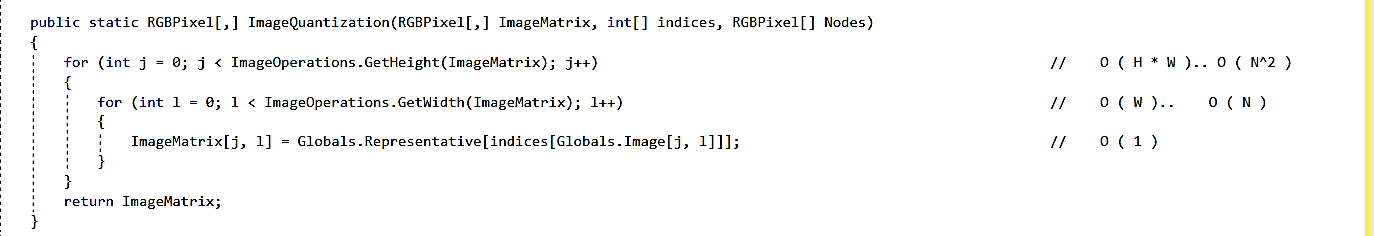 public static RGBPixel[,] ImageQuantization(RGBPixel[,] ImageMatrix, int[] indices, RGBPixel[] Nodes)
{
for (int j = 0; j < ImageOperations.GetHeight(ImageMatrix); j++) // O ( H * W ).. O ( N^2 )
{
for (int l = 0; l < ImageOperations.GetWidth(ImageMatrix); l++) // O ( W ).. O ( N )
{
ImageMatrix[j, l] = Globals.Representative[indices[Globals.Image[j, l]]]; // O ( 1 )
}
}
return ImageMatrix;
}